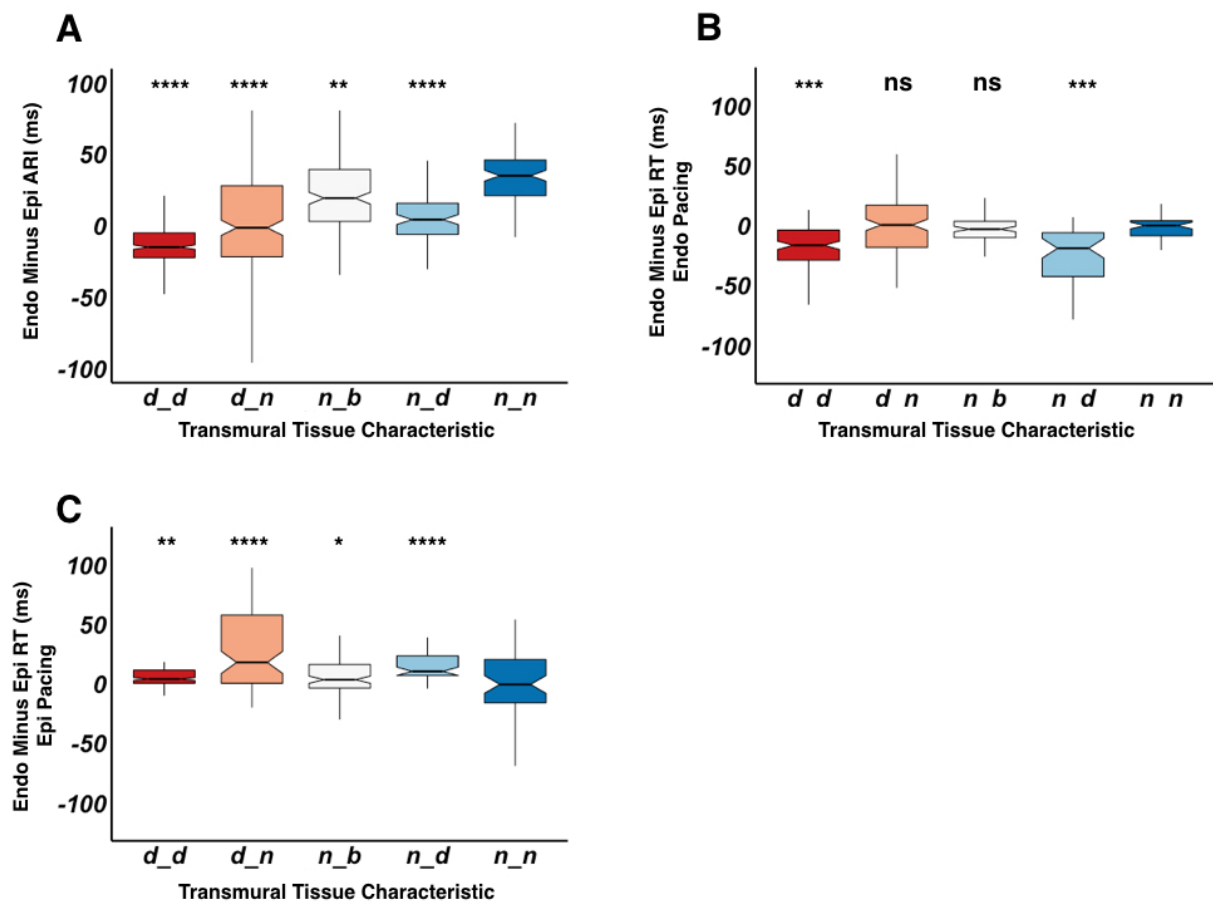 A
Endo Minus Epi ARI (ms)
100
50
0
-50
-100
**** **** ** ****
d_d d_n n_b n_d n_n
Transmural Tissue Characteristic
B
Endo Minus Epi RT (ms)
Endo Pacing
100
50
0
-50
-100
*** ns ns ***
d d d n n b n d n n
Transmural Tissue Characteristic
C
Endo Minus Epi RT (ms)
Epi Pacing
100
50
0
-50
-100
** **** * ****
d_d d_n n_b n_d n_n
Transmural Tissue Characteristic